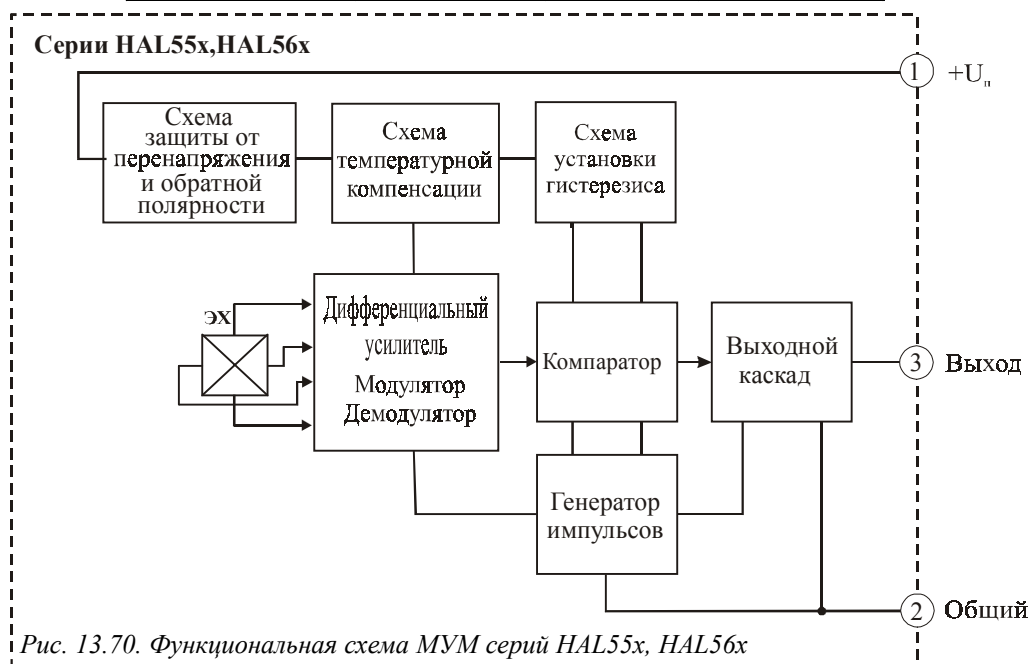 Серии HAL55x,HAL56x
1
+Uп
Схема
защиты от
перенапряжения
и обратной
полярности
Схема
температурной
компенсации
Схема
установки
гистерезиса
ЭХ
Дифференциальный
усилитель
Модулятор
Демодулятор
Компаратор
Выходной
каскад
3
Выход
Генератор
импульсов
2
Общий
Рис. 13.70. Функциональная схема МУМ серий HAL55x, HAL56x